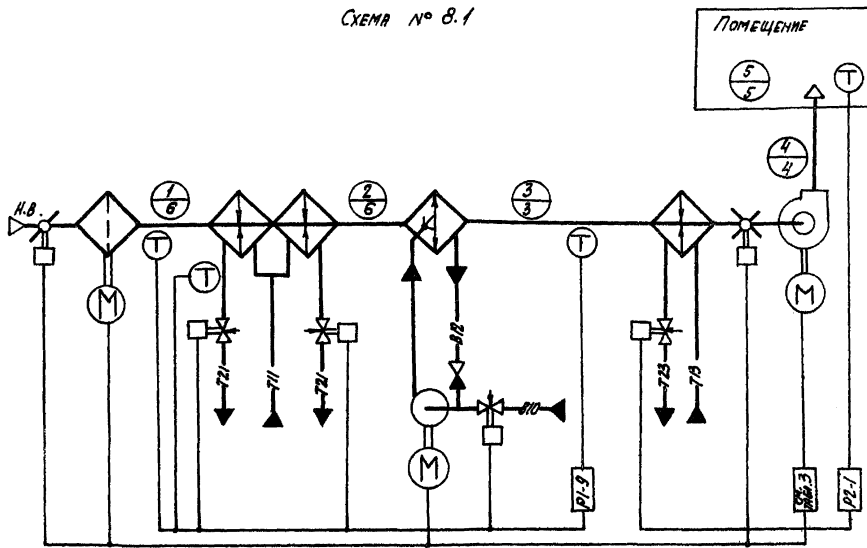 Схема № 8.1
Помещение
5
5
Т
4
4
Н.В.
1
6
2
6
3
3
Т
Т
Т
М
М
М
Т21
Т11
Т21
В12
В10
Т23
Т13
Р1-9
Р2-1